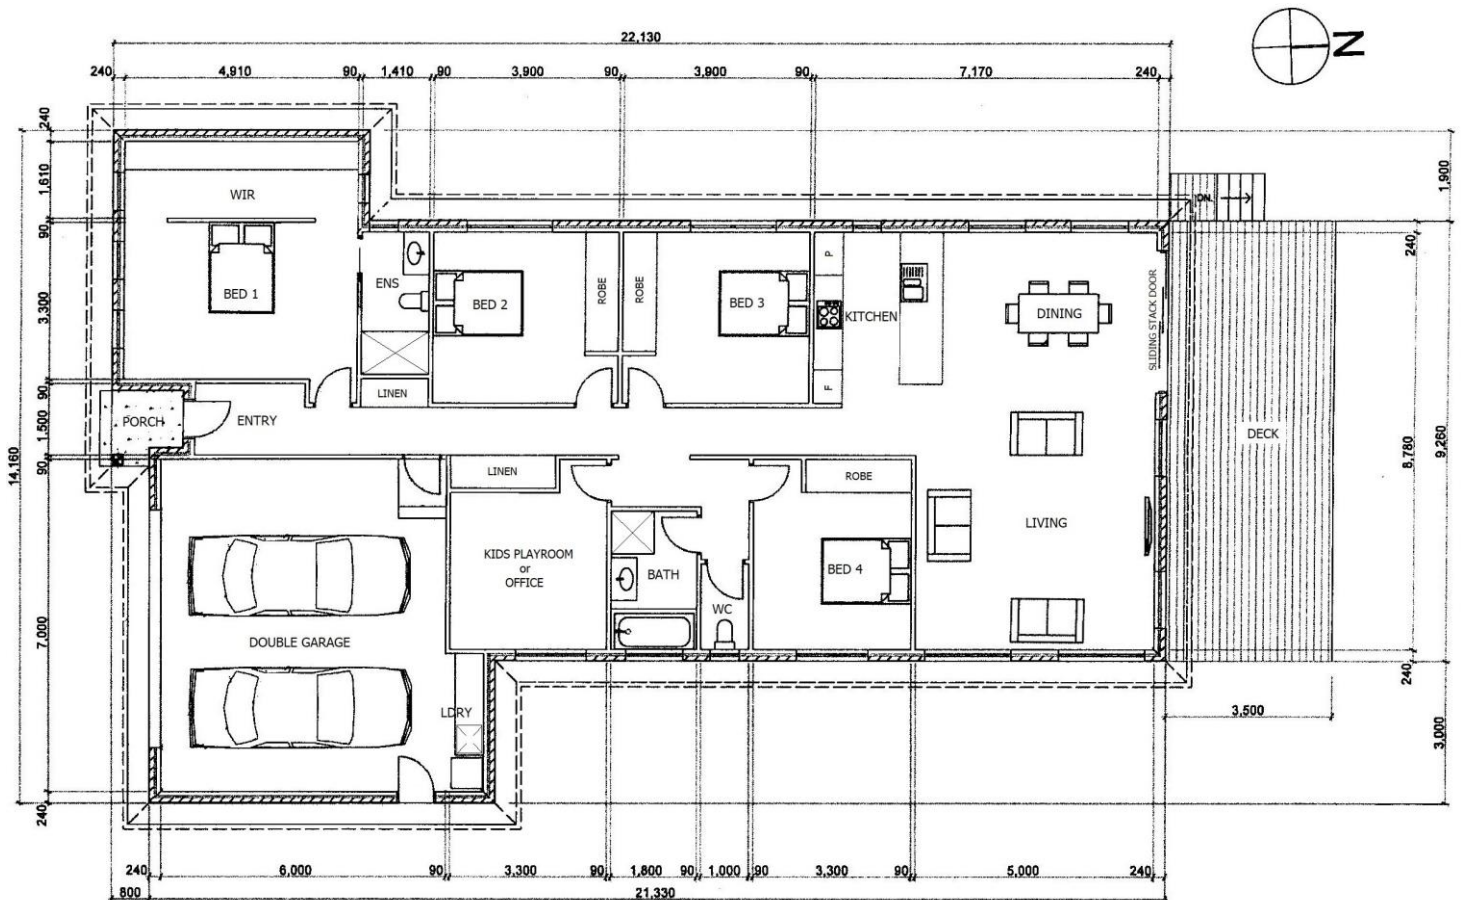 22,130
N
240 4,910 90 1,410 90 3,900 90 3,900 90 7,170 240
240
1,610
90
3,300
90
1,500
90
14,160
7,000
240
1,900
240
8,780
9,260
240
3,000
WIR
BED 1
ENS
BED 2
ROBE
ROBE
BED 3
P
KITCHEN
F
DINING
SLIDING STACK DOOR
DN.
LINEN
PORCH
ENTRY
DECK
LINEN
ROBE
LIVING
KIDS PLAYROOM
or
OFFICE
BATH
BED 4
WC
DOUBLE GARAGE
LDRY
3,500
240 6,000 90 3,300 90 1,800 90 1,000 90 3,300 90 5,000 240
800 21,330